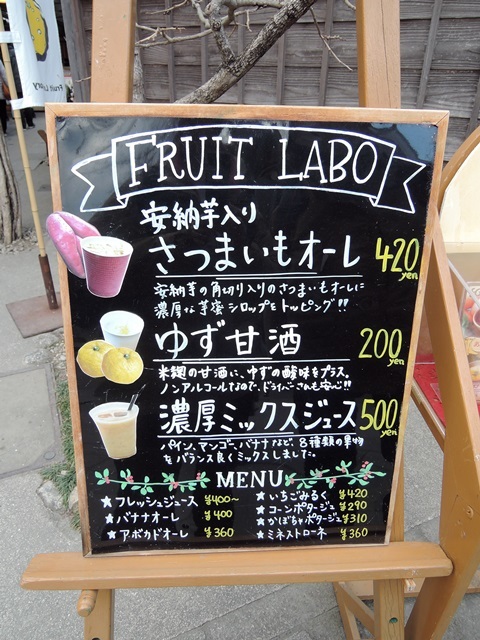 FRUIT LABO
安納芋入り
さつまいもオーレ 420 yen
安納芋の角切り入りのさつまいもオーレに
濃厚な芋蜜シロップをトッピング!!
ゆず甘酒 200 yen
米麹の甘酒に、ゆずの酸味をプラス。
ノンアルコールなので、ドライバーさんも安心!!
濃厚ミックスジュース 500 yen
パイン、マンゴー、バナナなど、8種類の果物
をバランス良くミックスしました。
MENU
★フレッシュジュース ¥400〜
★バナナオーレ ¥400
★アボカドオーレ ¥360
★いちごみるく ¥420
★コーンポタージュ ¥290
★かぼちゃポタージュ ¥310
★ミネストローネ ¥360